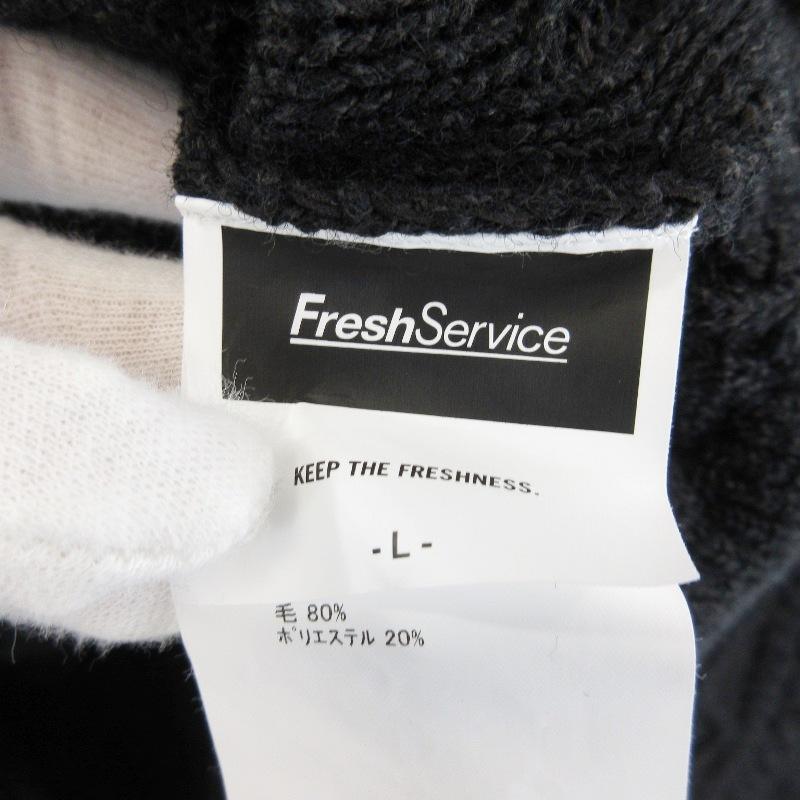 FreshService
KEEP THE FRESHNESS.
- L -
毛 80%
ポリエステル 20%